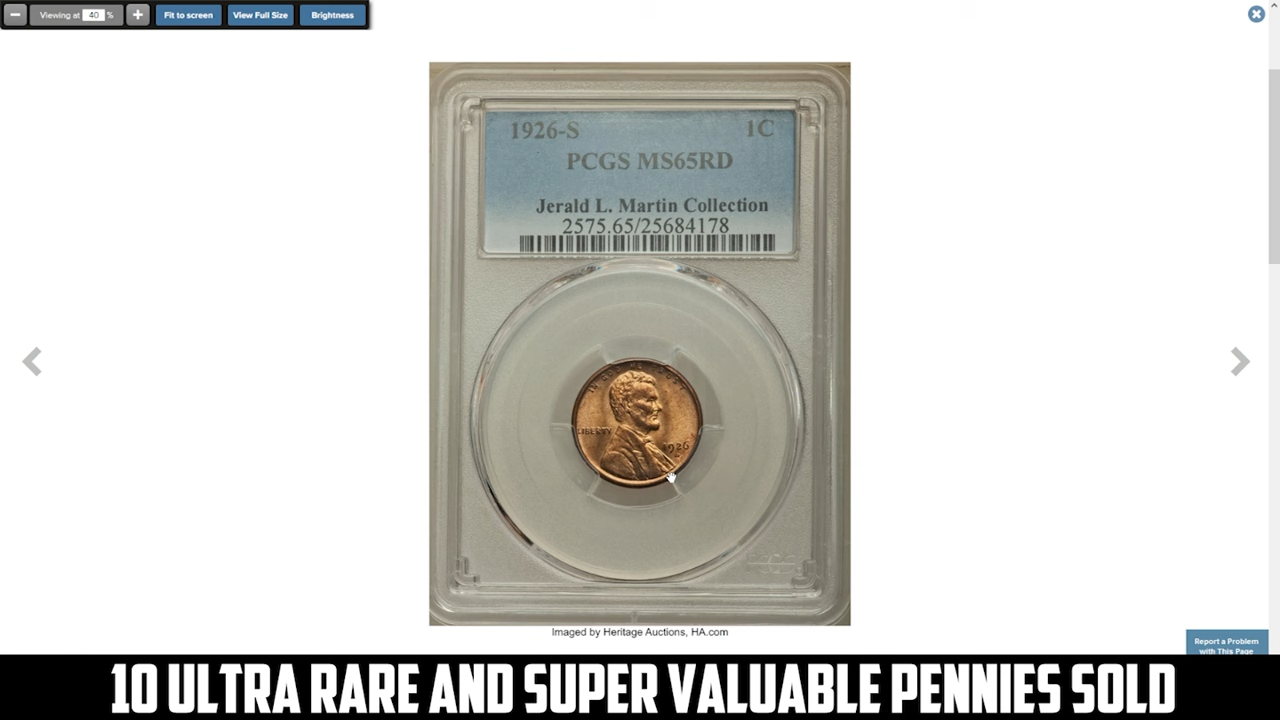 Viewing at 40 %
Fit to screen
View Full Size
Brightness
1926-S 1C
PCGS MS65RD
Jerald L. Martin Collection
2575.65/25684178
LIBERTY
1926
Imaged by Heritage Auctions, HA.com
Report a Problem
with This Page
10 ULTRA RARE AND SUPER VALUABLE PENNIES SOLD